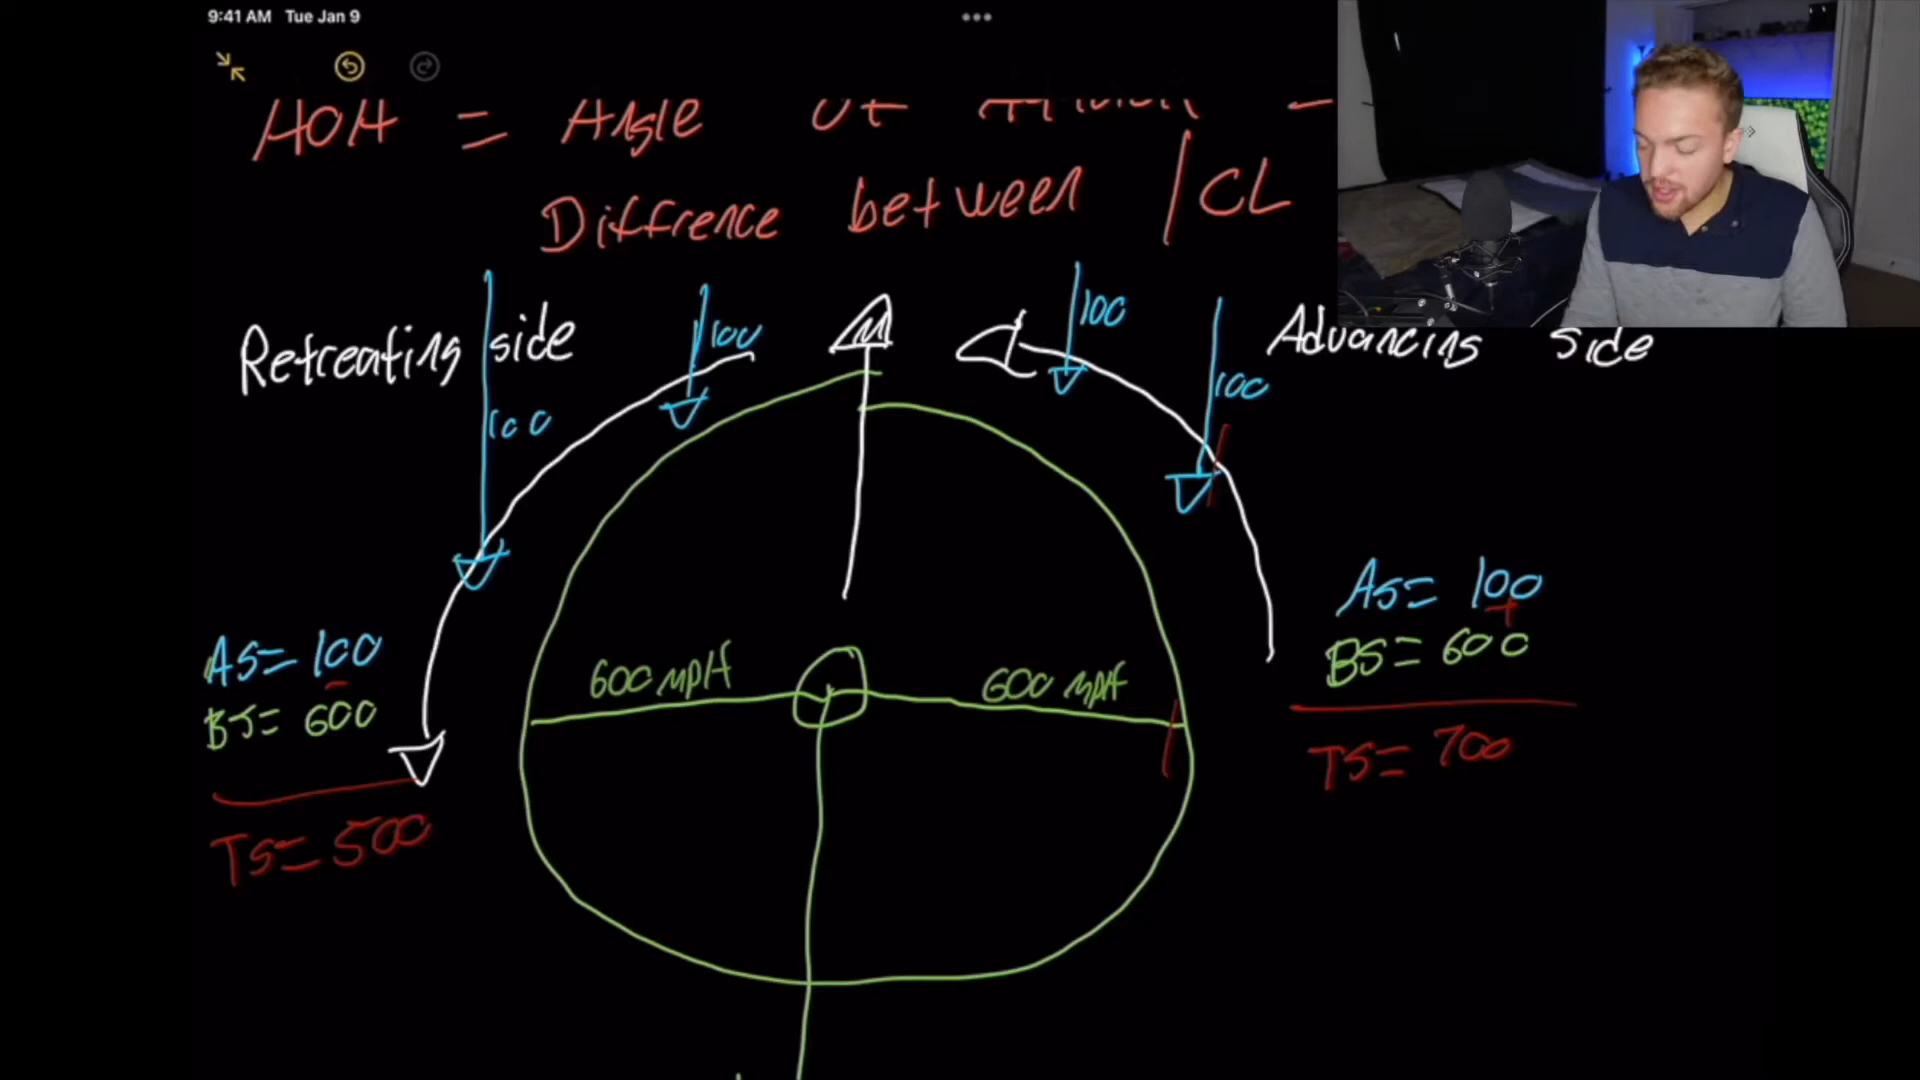 9:41 AM Tue Jan 9
AOA = Angle of
Diffrence between / CL
Retreating side
100
100
100
100
Advancing side
600 MPH
600 MPH
AS= 100
BS= 600
TS= 500
AS= 100
+
BS= 600
TS= 700